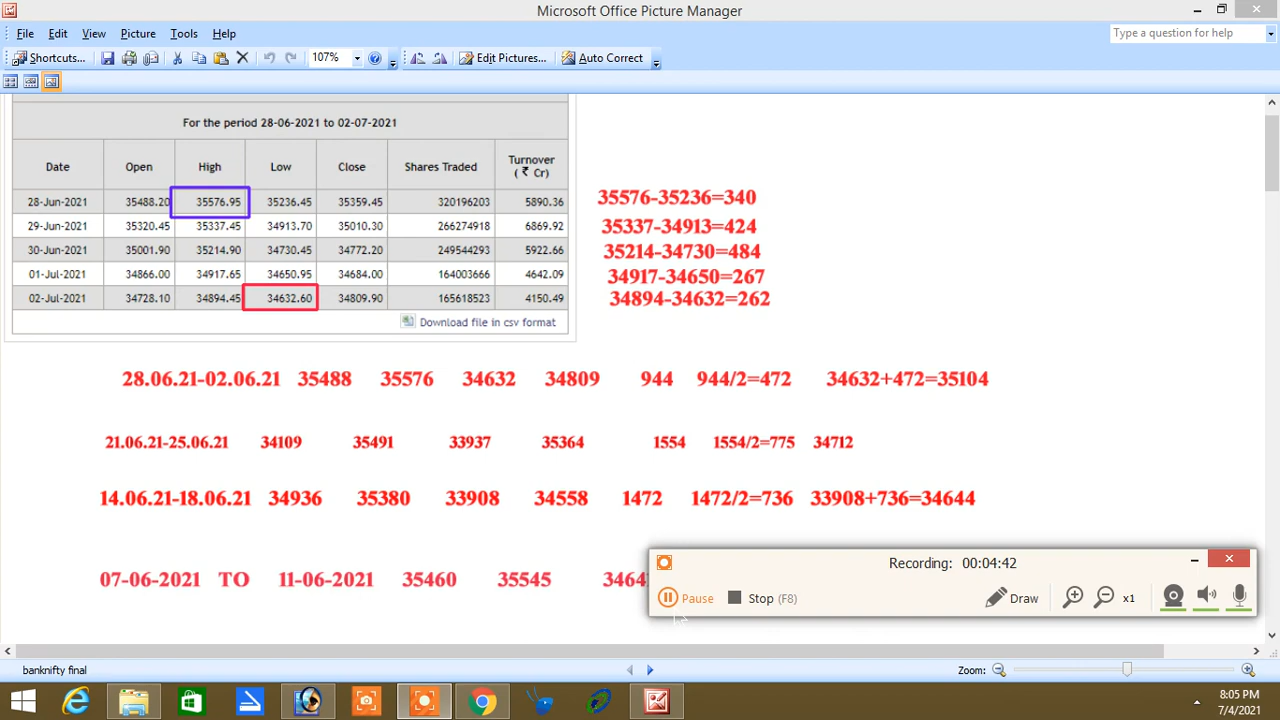 Microsoft Office Picture Manager
File Edit View Picture Tools Help
Type a question for help
Shortcuts... 107% Edit Pictures... Auto Correct
For the period 28-06-2021 to 02-07-2021
Date Open High Low Close Shares Traded Turnover ( ₹ Cr)
28-Jun-2021 35488.20 35576.95 35236.45 35359.45 320196203 5890.36
29-Jun-2021 35320.45 35337.45 34913.70 35010.30 266274918 6869.92
30-Jun-2021 35001.90 35214.90 34730.45 34772.20 249544293 5922.66
01-Jul-2021 34866.00 34917.65 34650.95 34684.00 164003666 4642.09
02-Jul-2021 34728.10 34894.45 34632.60 34809.90 165618523 4150.49
Download file in csv format
35576-35236=340
35337-34913=424
35214-34730=484
34917-34650=267
34894-34632=262
28.06.21-02.06.21 35488 35576 34632 34809 944 944/2=472 34632+472=35104
21.06.21-25.06.21 34109 35491 33937 35364 1554 1554/2=775 34712
14.06.21-18.06.21 34936 35380 33908 34558 1472 1472/2=736 33908+736=34644
07-06-2021 TO 11-06-2021 35460 35545
Recording: 00:04:42
Pause Stop (F8) Draw x1
banknifty final
Zoom:
8:05 PM
7/4/2021